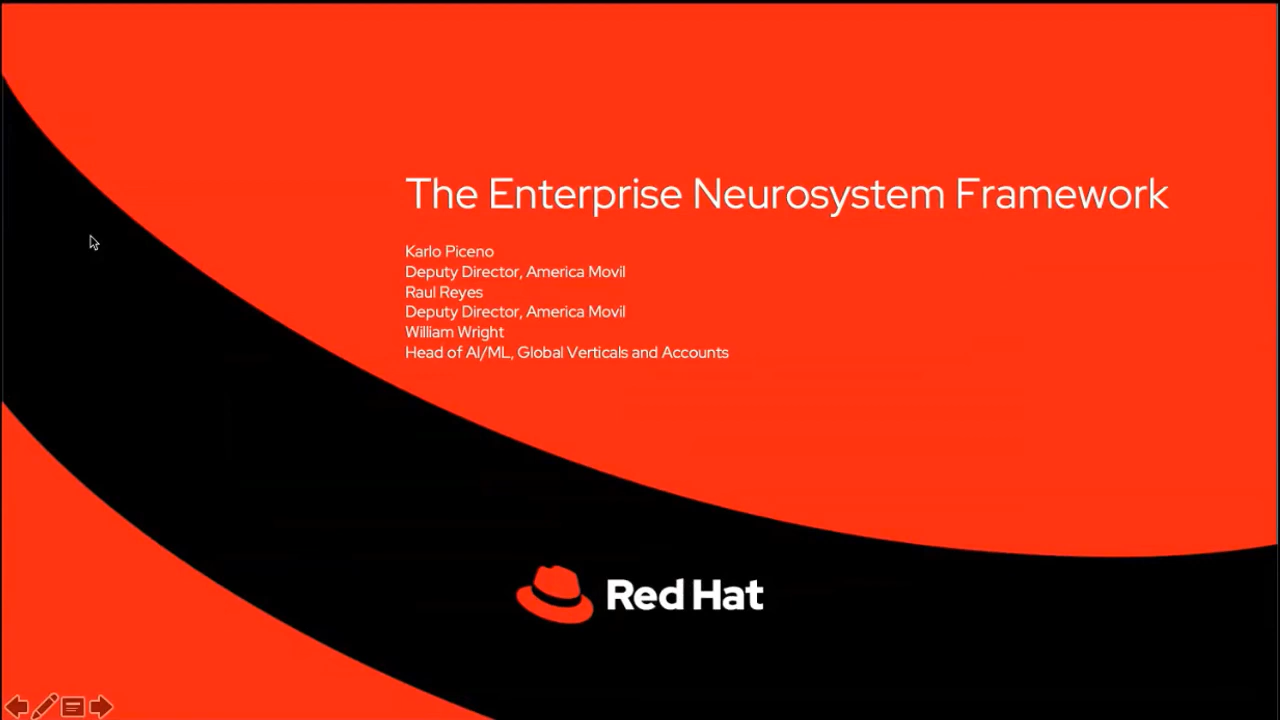 The Enterprise Neurosystem Framework
Karlo Piceno
Deputy Director, America Movil
Raul Reyes
Deputy Director, America Movil
William Wright
Head of AI/ML, Global Verticals and Accounts
Red Hat